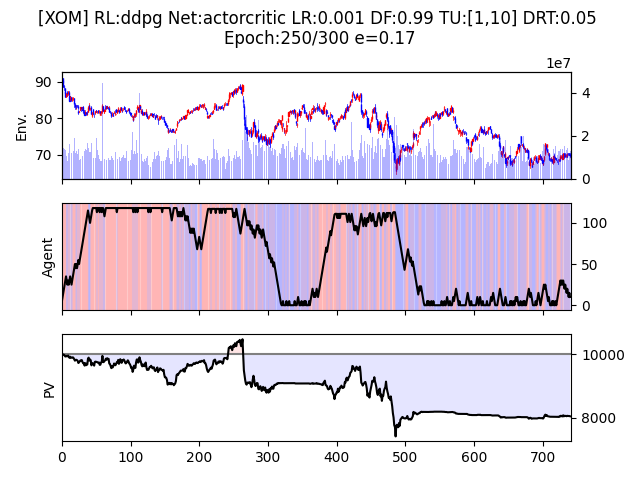 [XOM] RL:ddpg Net:actorcritic LR:0.001 DF:0.99 TU:[1,10] DRT:0.05
Epoch:250/300 e=0.17
1e7
Env.
90
80
70
4
2
0
Agent
100
50
0
PV
10000
8000
0 100 200 300 400 500 600 700